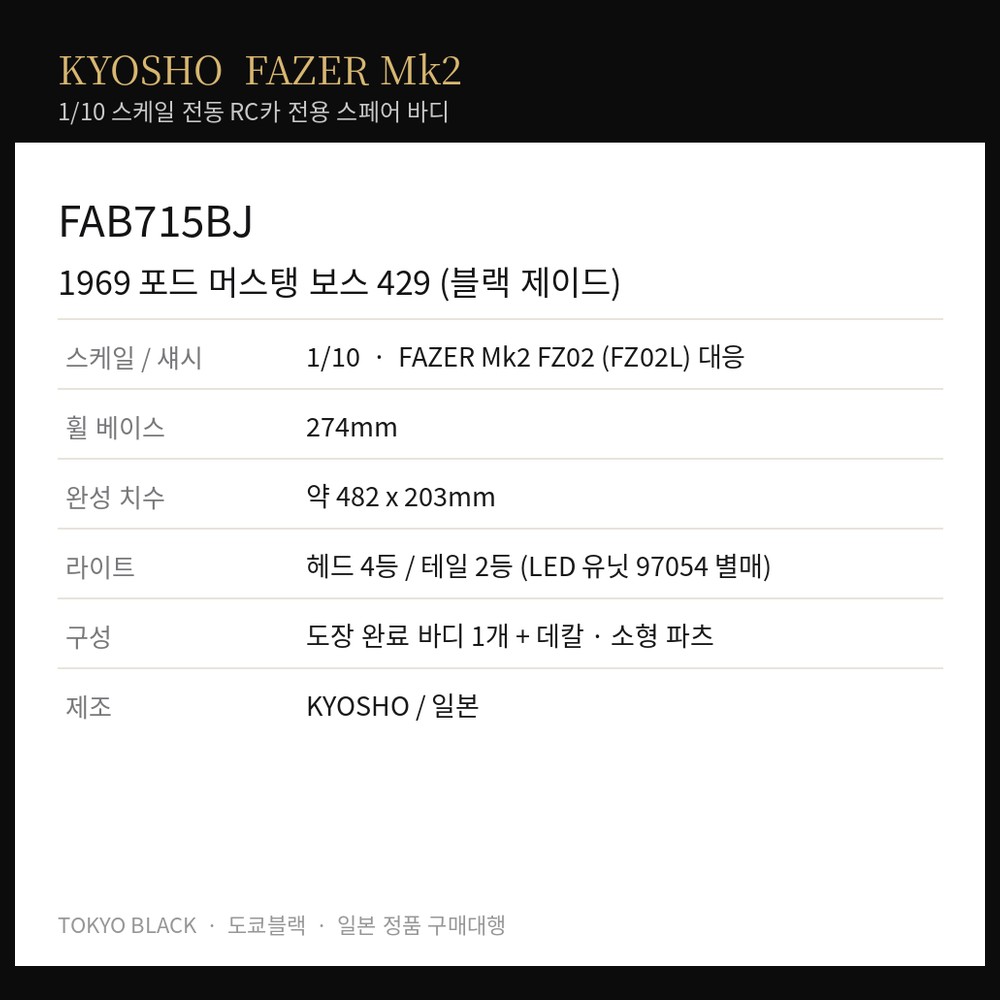 KYOSHO FAZER Mk2
1/10 스케일 전동 RC카 전용 스페어 바디
FAB715BJ
1969 포드 머스탱 보스 429 (블랙 제이드)
스케일 / 섀시 1/10 · FAZER Mk2 FZ02 (FZ02L) 대응
휠 베이스 274mm
완성 치수 약 482 x 203mm
라이트 헤드 4등 / 테일 2등 (LED 유닛 97054 별매)
구성 도장 완료 바디 1개 + 데칼 · 소형 파츠
제조 KYOSHO / 일본
TOKYO BLACK · 도쿄블랙 · 일본 정품 구매대행